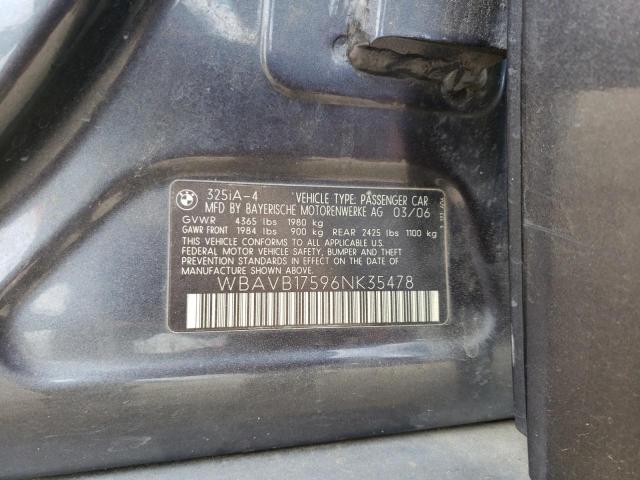 BMW
325iA-4 VEHICLE TYPE: PASSENGER CAR
MFD BY BAYERISCHE MOTORENWERKE AG 03/06
GVWR 4365 lbs 1980 kg
GAWR FRONT 1984 lbs 900 kg REAR 2425 lbs 1100 kg
THIS VEHICLE CONFORMS TO ALL APPLICABLE U.S.
FEDERAL MOTOR VEHICLE SAFETY, BUMPER AND THEFT
PREVENTION STANDARDS IN EFFECT ON THE DATE OF
MANUFACTURE SHOWN ABOVE.
WBAVB17596NK35478